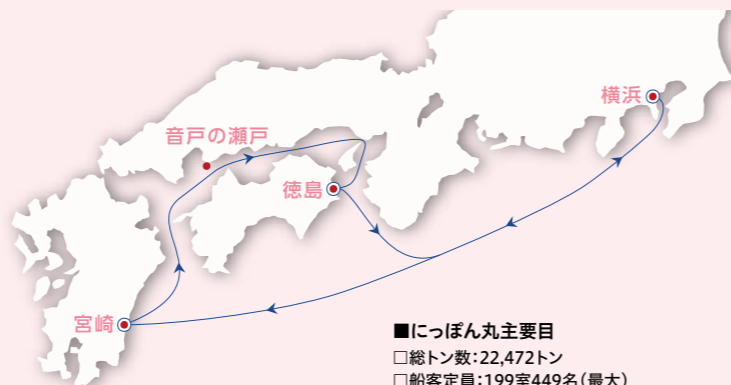 横浜
音戸の瀬戸
徳島
宮崎
■にっぽん丸主要目
□総トン数:22,472トン
□船客定員:199室449名(最大)